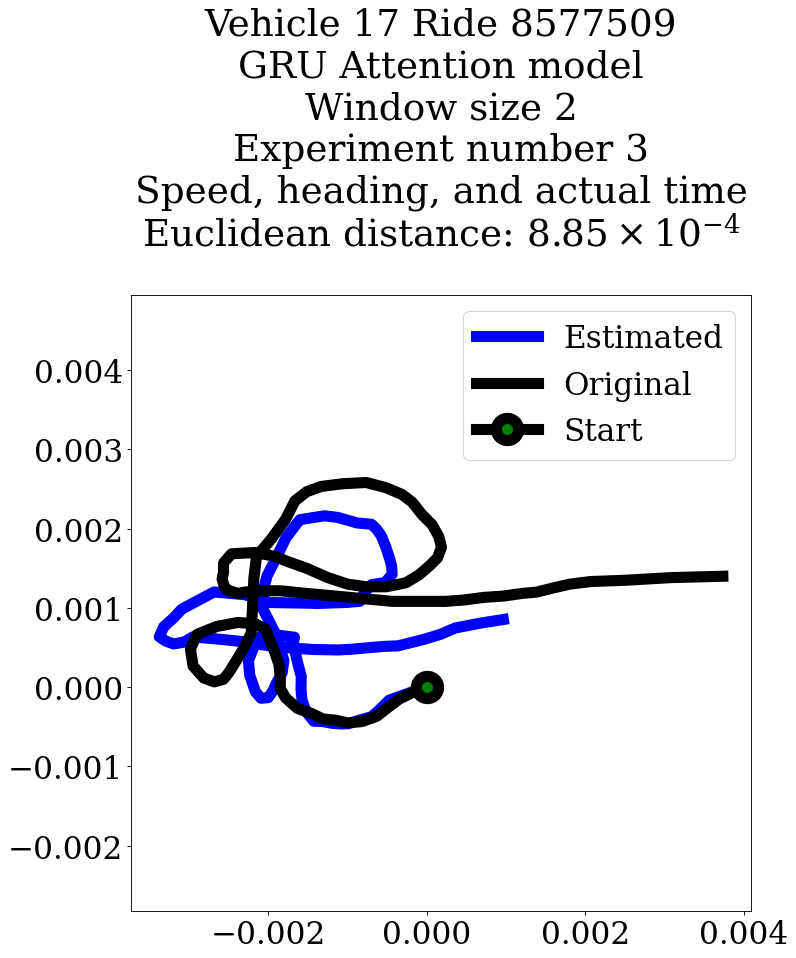 Vehicle 17 Ride 8577509
GRU Attention model
Window size 2
Experiment number 3
Speed, heading, and actual time
Euclidean distance: 8.85 × 10⁻⁴
Estimated
Original
Start
0.004
0.003
0.002
0.001
0.000
−0.001
−0.002
−0.002 0.000 0.002 0.004